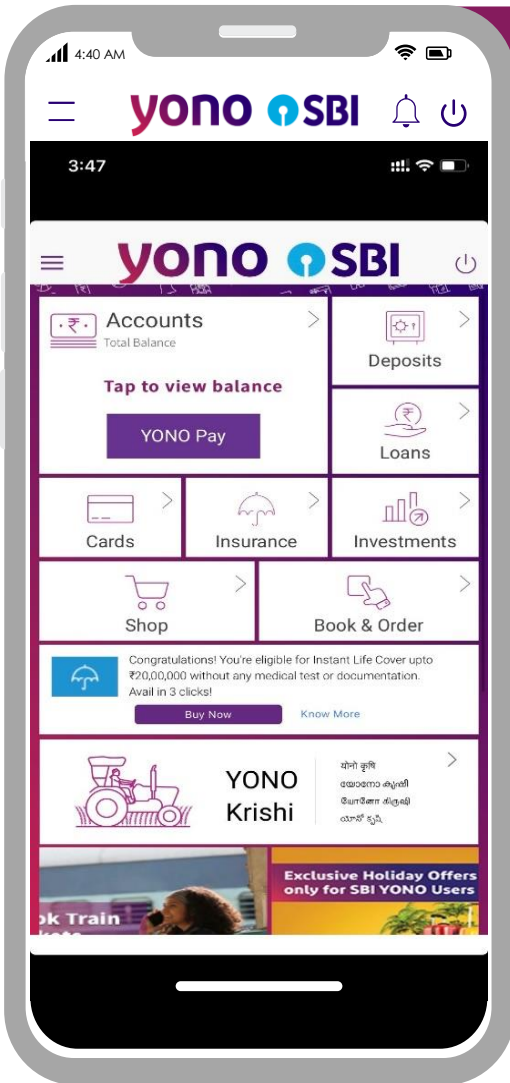 4:40 AM
yono SBI
3:47
yono SBI
Accounts
Total Balance
Tap to view balance
YONO Pay
Deposits
Loans
Cards
Insurance
Investments
Shop
Book & Order
Congratulations! You're eligible for Instant Life Cover upto
₹20,00,000 without any medical test or documentation.
Avail in 3 clicks!
Buy Now
Know More
YONO
Krishi
योनो कृषि
യോനോ കൃഷി
யோனோ கிருஷி
యోనో కృషి
Exclusive Holiday Offers
only for SBI YONO Users
ok Train